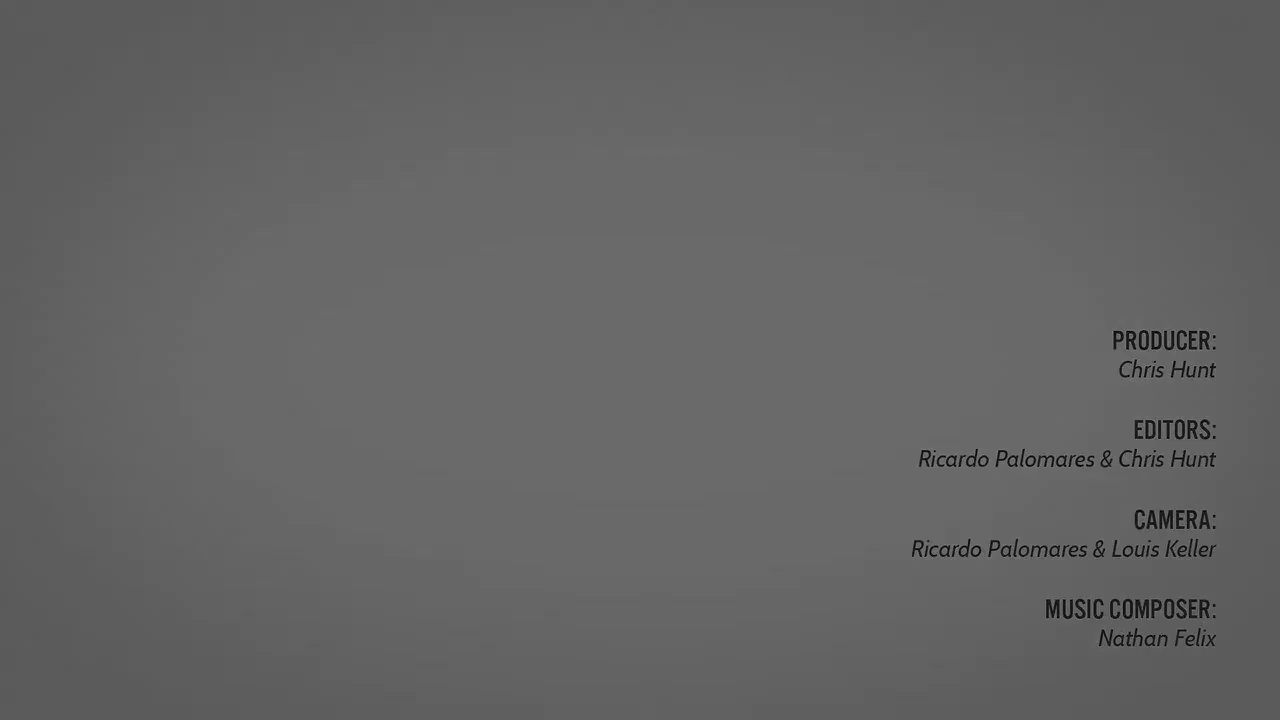 PRODUCER:
Chris Hunt
EDITORS:
Ricardo Palomares & Chris Hunt
CAMERA:
Ricardo Palomares & Louis Keller
MUSIC COMPOSER:
Nathan Felix